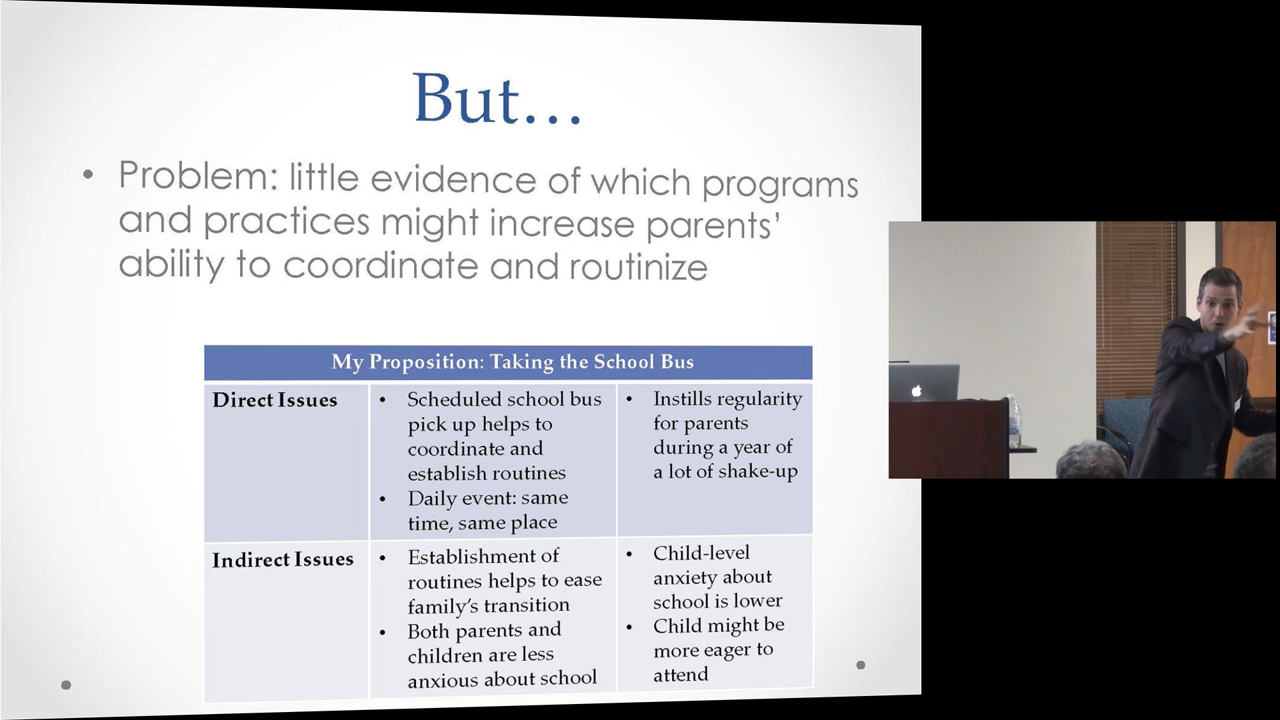 But...
• Problem: little evidence of which programs
and practices might increase parents’
ability to coordinate and routinize
My Proposition: Taking the School Bus
Direct Issues
• Scheduled school bus
pick up helps to
coordinate and
establish routines
• Daily event: same
time, same place
• Instills regularity
for parents
during a year of
a lot of shake-up
Indirect Issues
• Establishment of
routines helps to ease
family’s transition
• Both parents and
children are less
anxious about school
• Child-level
anxiety about
school is lower
• Child might be
more eager to
attend